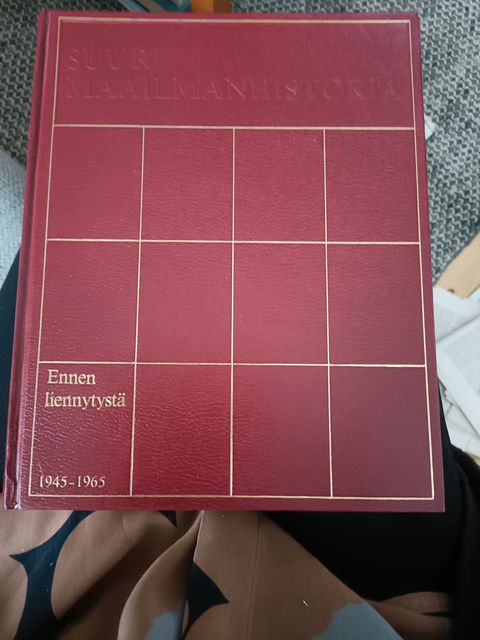 SUURI
MAAILMANHISTORIA
Ennen
liennytystä
1945-1965